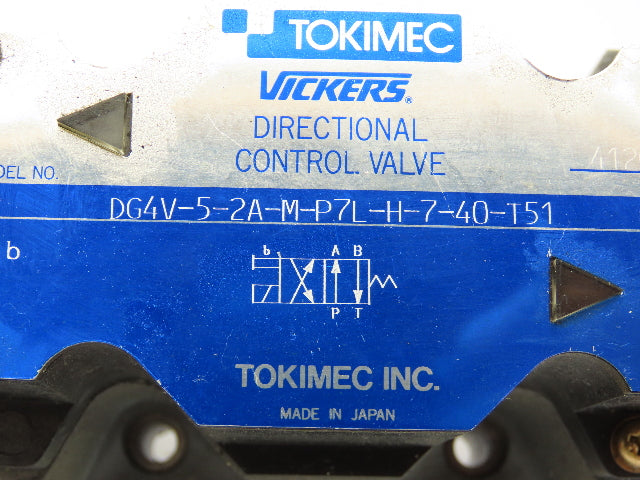 TOKIMEC
VICKERS®
DIRECTIONAL
CONTROL VALVE
DEL NO.
412
DG4V-5-2A-M-P7L-H-7-40-T51
b
b A B
P T
TOKIMEC INC.
MADE IN JAPAN